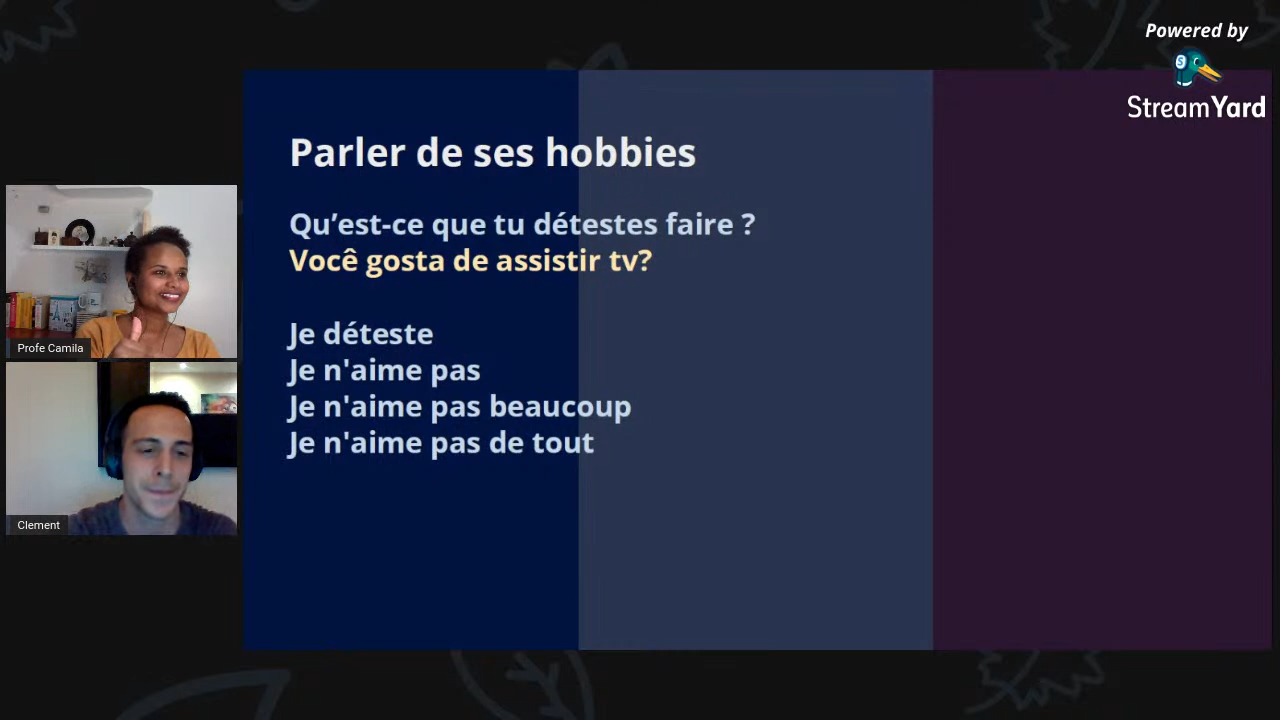 Powered by
StreamYard
Parler de ses hobbies
Qu’est-ce que tu détestes faire ?
Você gosta de assistir tv?
Je déteste
Je n'aime pas
Je n'aime pas beaucoup
Je n'aime pas de tout
Profe Camila
Clement